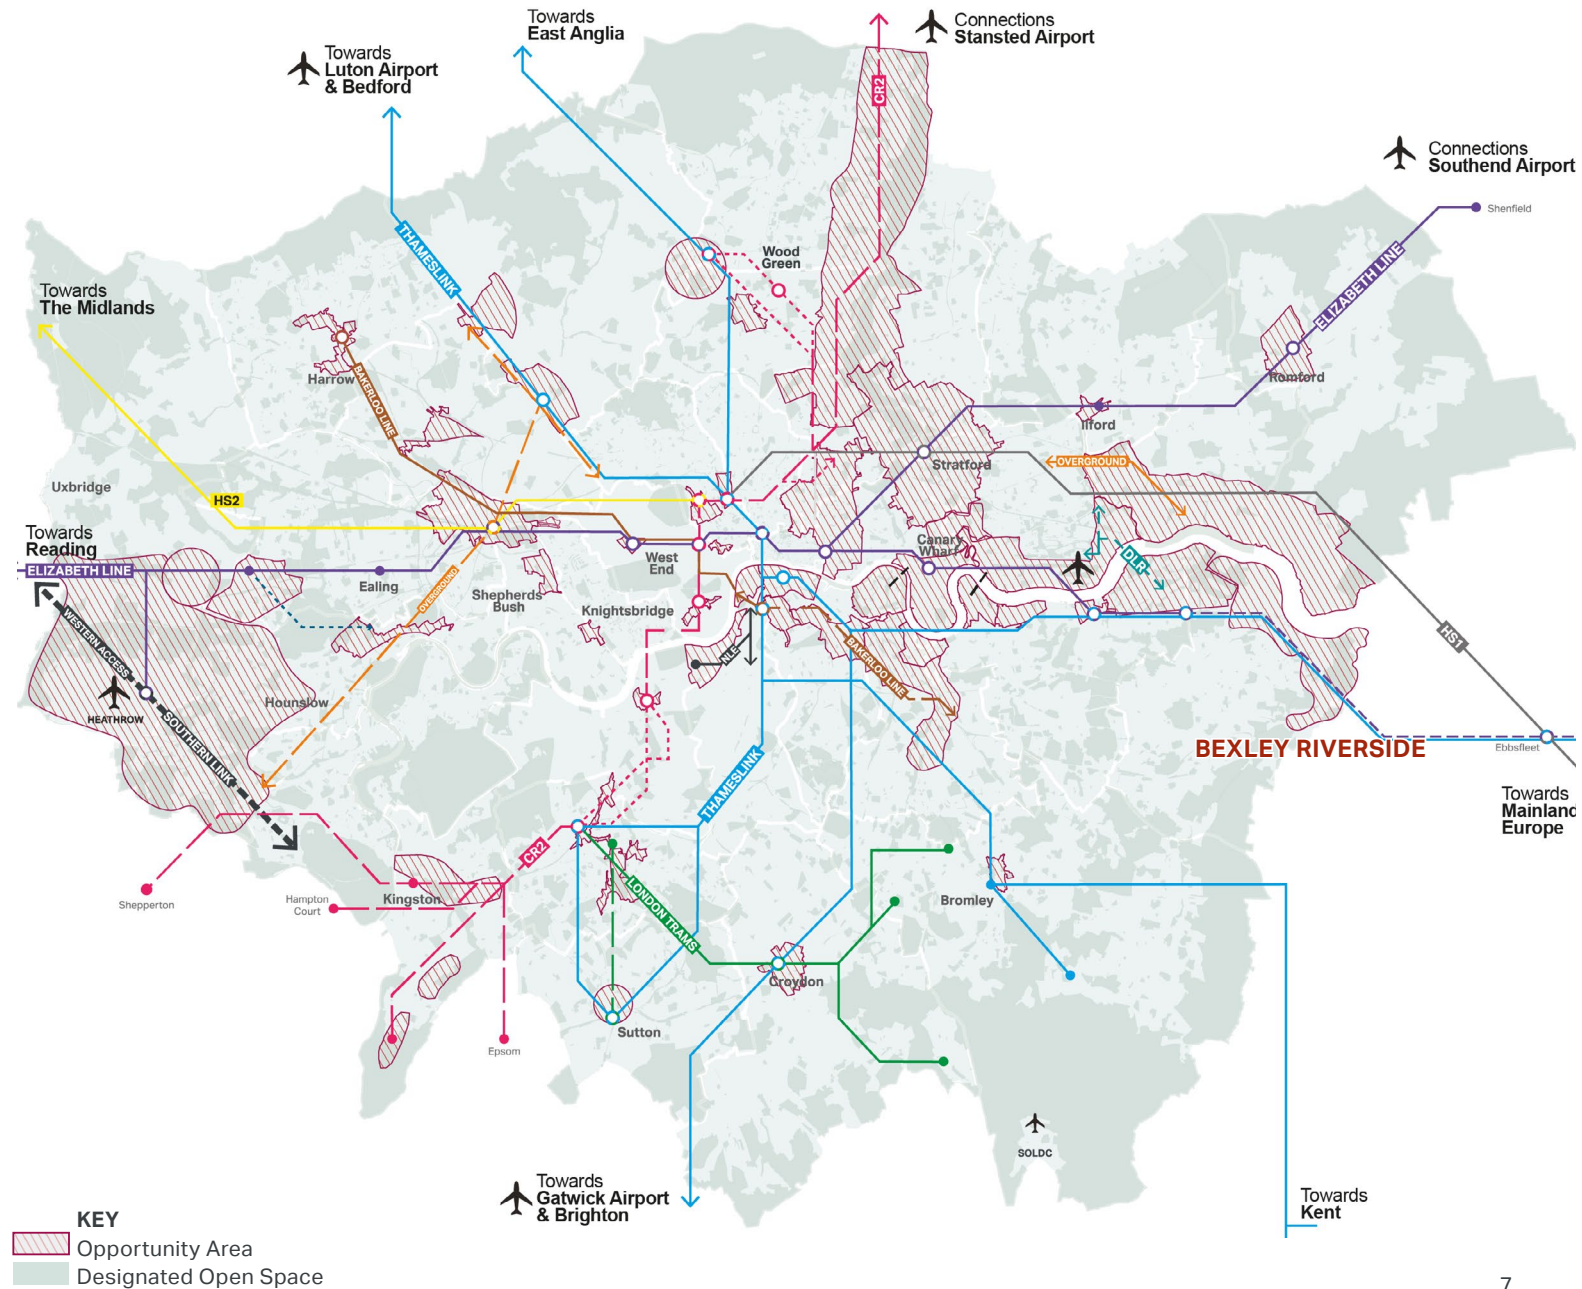 Towards
East Anglia
Connections
Stansted Airport
Towards
Luton Airport
& Bedford
CR2
Connections
Southend Airport
Shenfield
THAMESLINK
Wood
Green
ELIZABETH LINE
Towards
The Midlands
Harrow
BAKERLOO LINE
Romford
Ilford
Stratford
OVERGROUND
Uxbridge
HS2
Towards
Reading
ELIZABETH LINE
Ealing
West
End
Canary
Wharf
DLR
OVERGROUND
Shepherds
Bush
Knightsbridge
WESTERN ACCESS
NLE
BAKERLOO LINE
HS1
HEATHROW
Hounslow
SOUTHERN LINK
BEXLEY RIVERSIDE
Ebbsfleet
THAMESLINK
Towards
Mainland
Europe
CR2
Shepperton
Hampton
Court
Kingston
LONDON TRAMS
Bromley
Croydon
Sutton
Epsom
SOLDC
Towards
Gatwick Airport
& Brighton
Towards
Kent
KEY
Opportunity Area
Designated Open Space
7